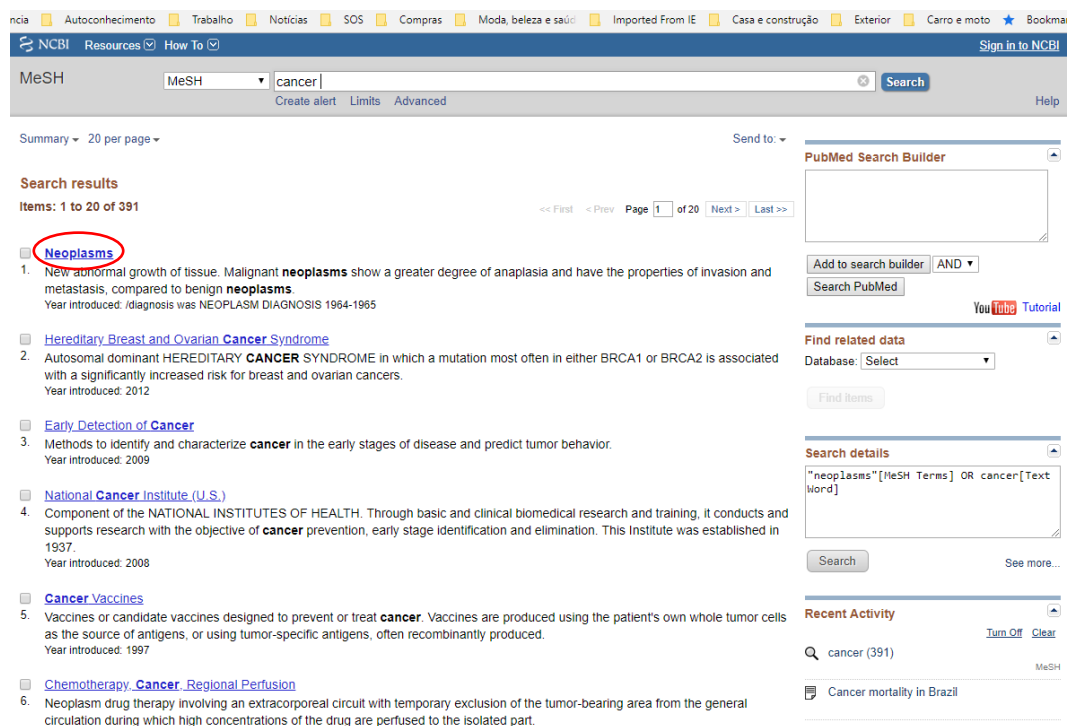 ncia Autoconhecimento Trabalho Notícias SOS Compras Moda, beleza e saúd Imported From IE Casa e construção Exterior Carro e moto Bookma
NCBI Resources How To Sign in to NCBI
MeSH MeSH cancer Search
Create alert Limits Advanced Help
Summary 20 per page Send to:
Search results
Items: 1 to 20 of 391
<< First < Prev Page 1 of 20 Next > Last >>
Neoplasms
1. New abnormal growth of tissue. Malignant neoplasms show a greater degree of anaplasia and have the properties of invasion and
metastasis, compared to benign neoplasms.
Year introduced: /diagnosis was NEOPLASM DIAGNOSIS 1964-1965
Hereditary Breast and Ovarian Cancer Syndrome
2. Autosomal dominant HEREDITARY CANCER SYNDROME in which a mutation most often in either BRCA1 or BRCA2 is associated
with a significantly increased risk for breast and ovarian cancers.
Year introduced: 2012
Early Detection of Cancer
3. Methods to identify and characterize cancer in the early stages of disease and predict tumor behavior.
Year introduced: 2009
National Cancer Institute (U.S.)
4. Component of the NATIONAL INSTITUTES OF HEALTH. Through basic and clinical biomedical research and training, it conducts and
supports research with the objective of cancer prevention, early stage identification and elimination. This Institute was established in
1937.
Year introduced: 2008
Cancer Vaccines
5. Vaccines or candidate vaccines designed to prevent or treat cancer. Vaccines are produced using the patient's own whole tumor cells
as the source of antigens, or using tumor-specific antigens, often recombinantly produced.
Year introduced: 1997
Chemotherapy, Cancer, Regional Perfusion
6. Neoplasm drug therapy involving an extracorporeal circuit with temporary exclusion of the tumor-bearing area from the general
circulation during which high concentrations of the drug are perfused to the isolated part.
PubMed Search Builder
Add to search builder AND
Search PubMed
You Tube Tutorial
Find related data
Database: Select
Find items
Search details
"neoplasms"[MeSH Terms] OR cancer[Text
Word]
Search See more...
Recent Activity
Turn Off Clear
cancer (391)
MeSH
Cancer mortality in Brazil